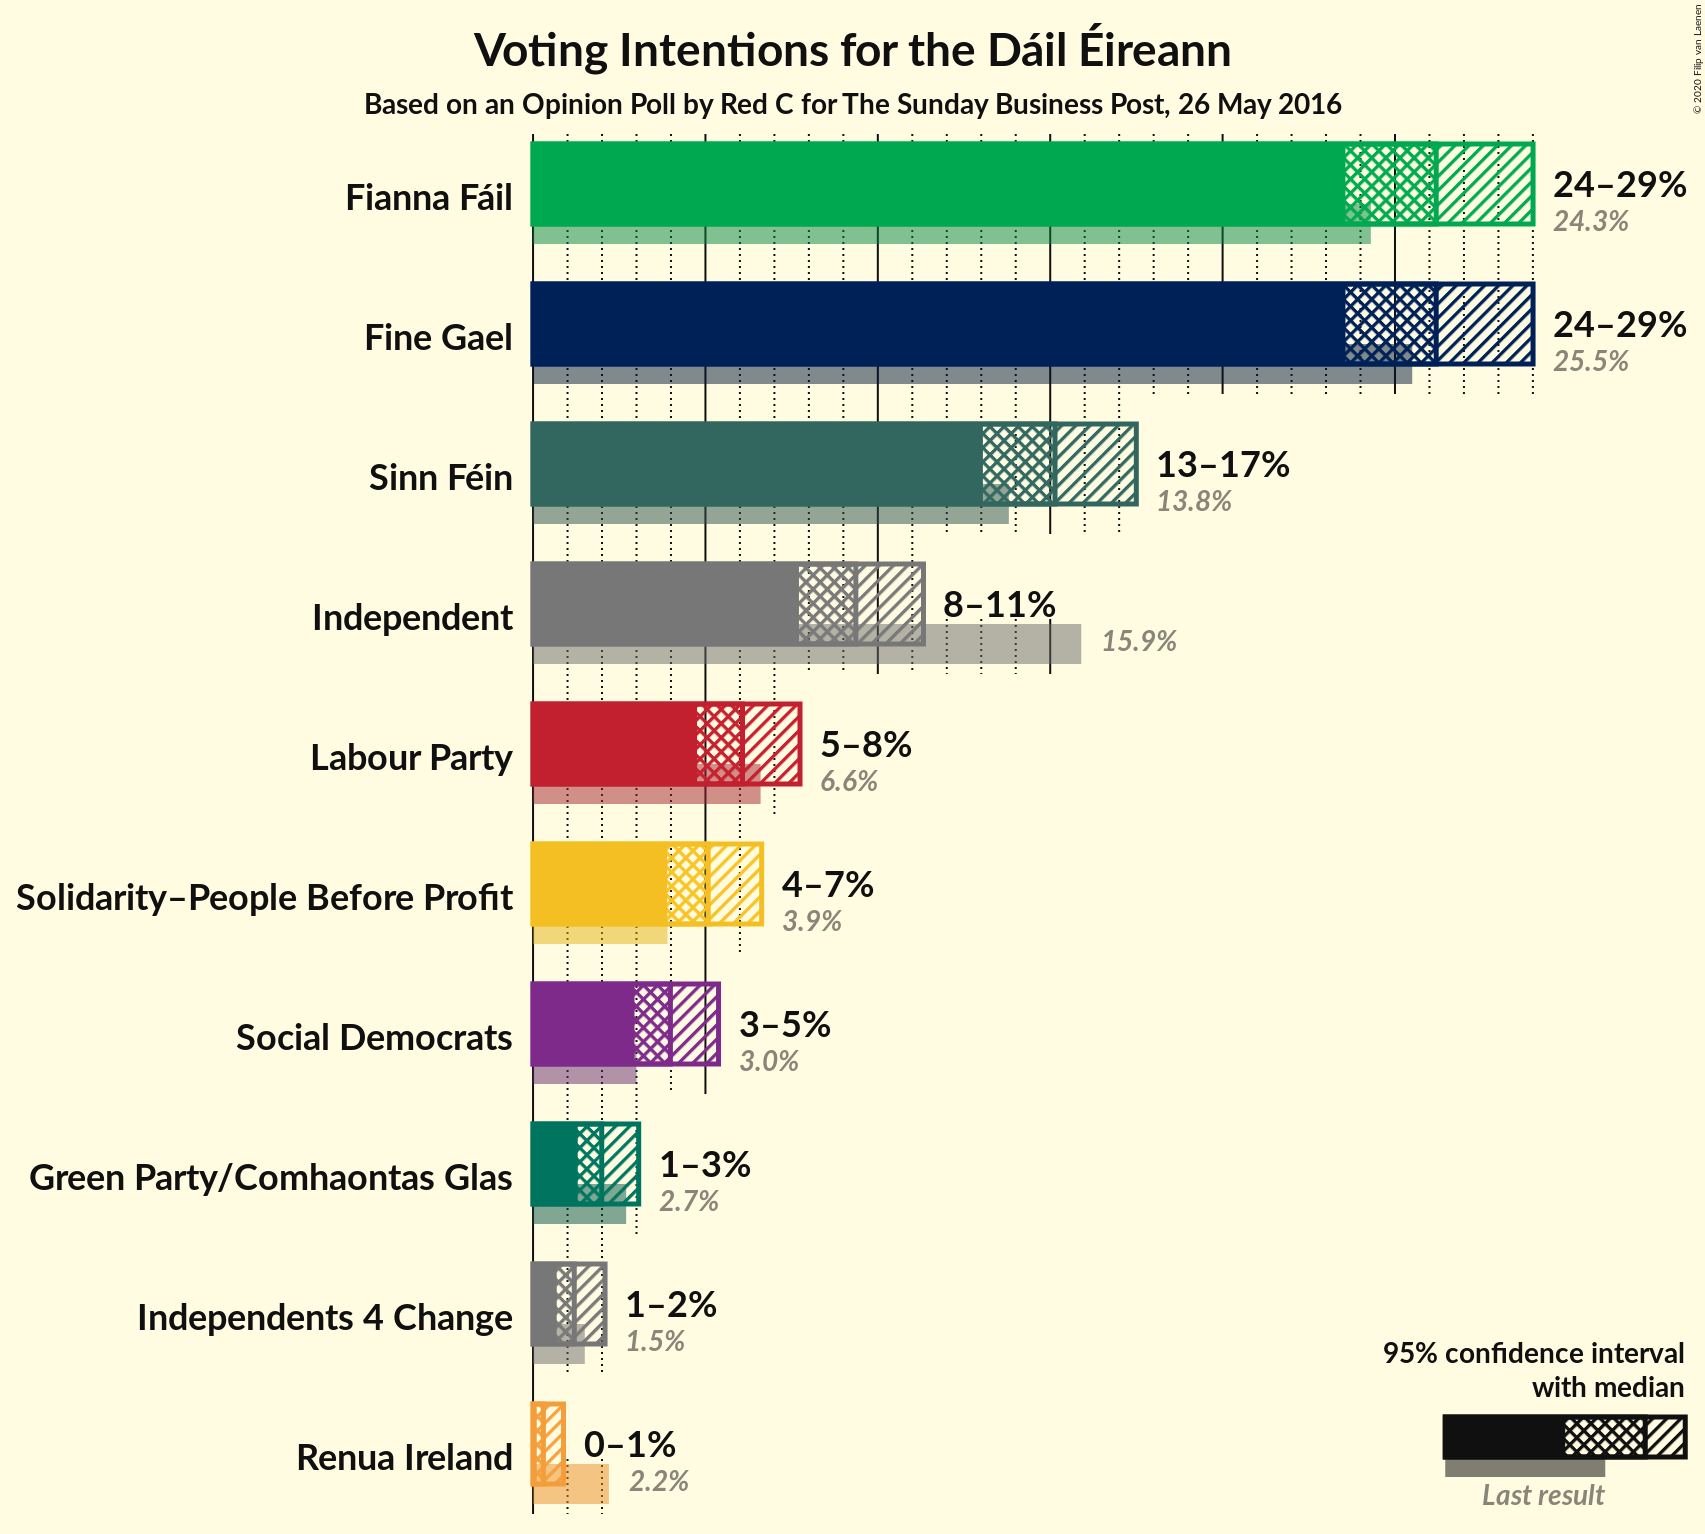 Voting Intentions for the Dáil Éireann
Based on an Opinion Poll by Red C for The Sunday Business Post, 26 May 2016
© 2020 Filip van Laenen
Fianna Fáil
24–29%
24.3%
Fine Gael
24–29%
25.5%
Sinn Féin
13–17%
13.8%
Independent
8–11%
15.9%
Labour Party
5–8%
6.6%
Solidarity–People Before Profit
4–7%
3.9%
Social Democrats
3–5%
3.0%
Green Party/Comhaontas Glas
1–3%
2.7%
Independents 4 Change
1–2%
1.5%
Renua Ireland
0–1%
2.2%
95% confidence interval
with median
Last result